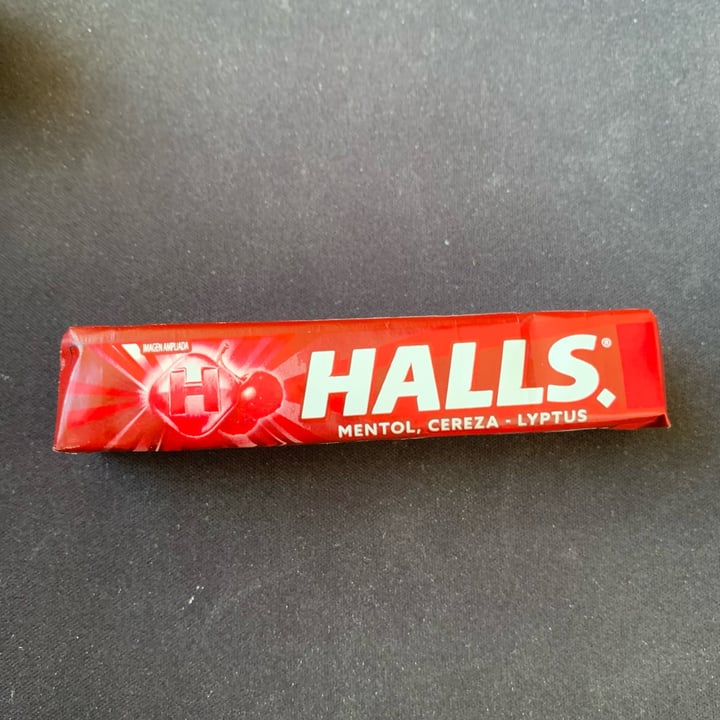 IMAGEN AMPLIADA
H
HALLS.®
MENTOL, CEREZA - LYPTUS